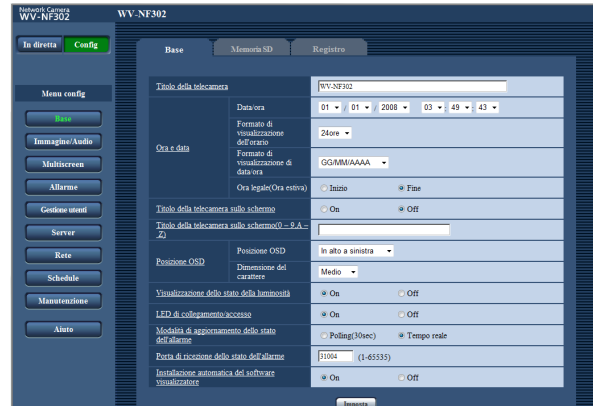 Network Camera
WV-NF302
WV-NF302
In diretta
Config
Base
Memoria SD
Registro
Menu config
Base
Immagine/Audio
Multiscreen
Allarme
Gestione utenti
Server
Rete
Schedule
Manutenzione
Aiuto
Titolo della telecamera
WV-NF302
Ora e data
Data/ora
01 / 01 / 2008 03 : 49 : 43
Formato di
visualizzazione
dell'orario
24ore
Formato di
visualizzazione di
data/ora
GG/MM/AAAA
Ora legale(Ora estiva)
Inizio
Fine
Titolo della telecamera sullo schermo
On
Off
Titolo della telecamera sullo schermo(0 – 9,A –
Z)
Posizione OSD
Posizione OSD
In alto a sinistra
Dimensione del
carattere
Medio
Visualizzazione dello stato della luminosità
On
Off
LED di collegamento/
accesso
On
Off
Modalità di aggiornamento dello stato
dell'allarme
Polling(30sec)
Tempo reale
Porta di ricezione dello stato dell'allarme
31004 (1-65535)
Installazione automatica del software
visualizzatore
On
Off
Imposta